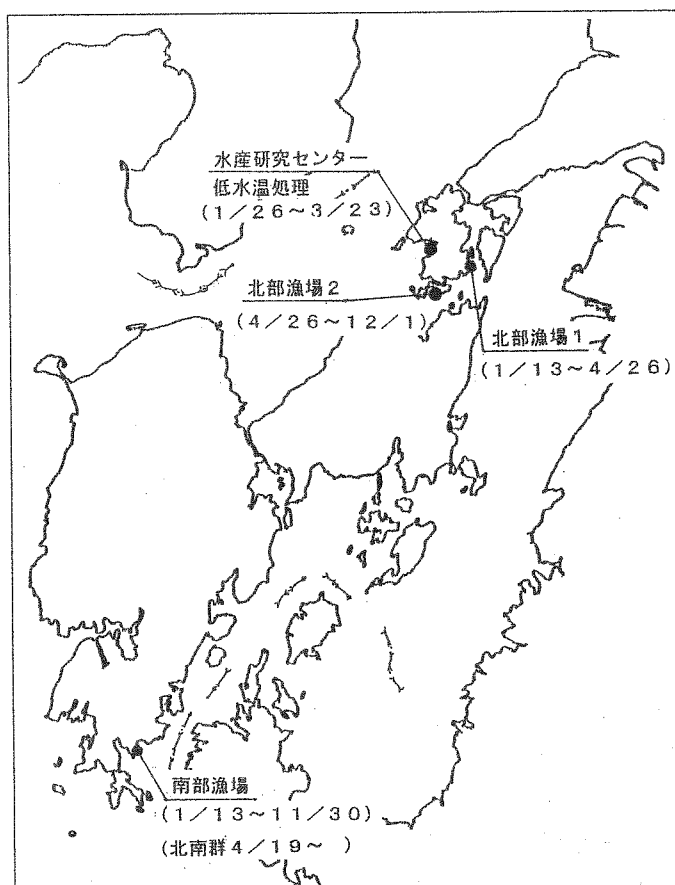 水産研究センター
低水温処理
(1/26~3/23)
北部漁場2
(4/26~12/1)
北部漁場1
(1/13~4/26)
南部漁場
(1/13~11/30)
(北南群4/19~ )